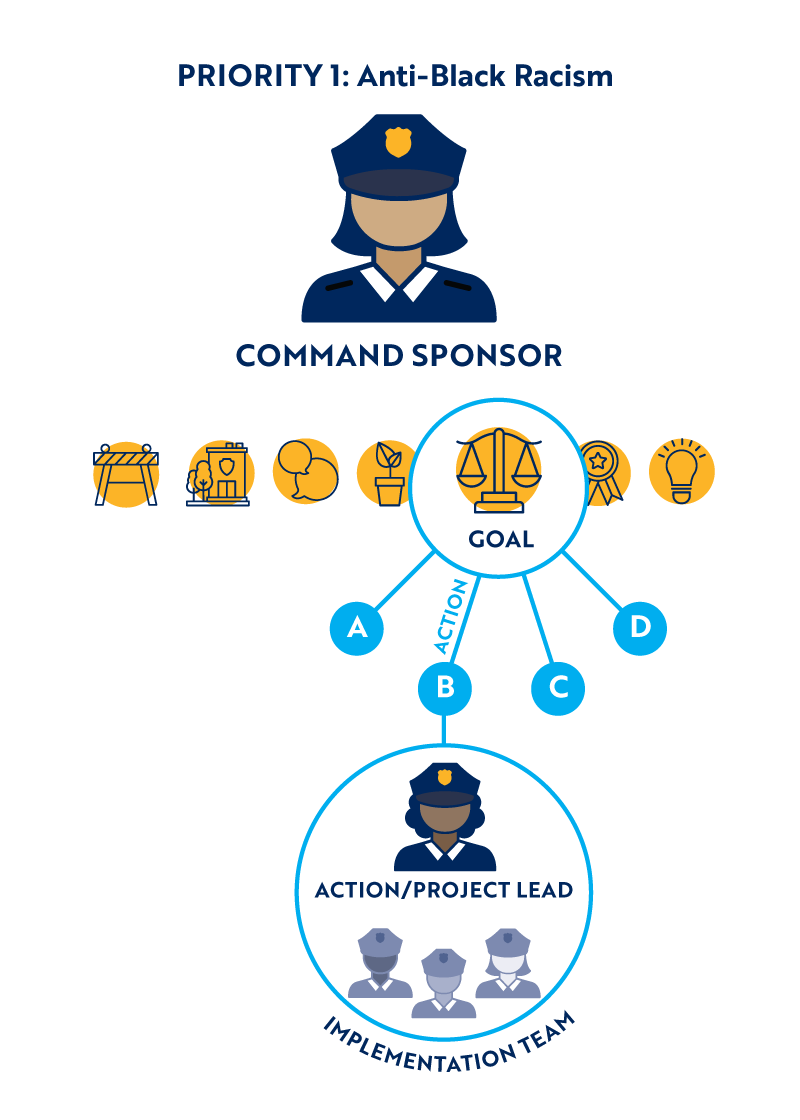 PRIORITY 1: Anti-Black Racism
COMMAND SPONSOR
GOAL
ACTION
A
D
B
C
ACTION/PROJECT LEAD
IMPLEMENTATION TEAM